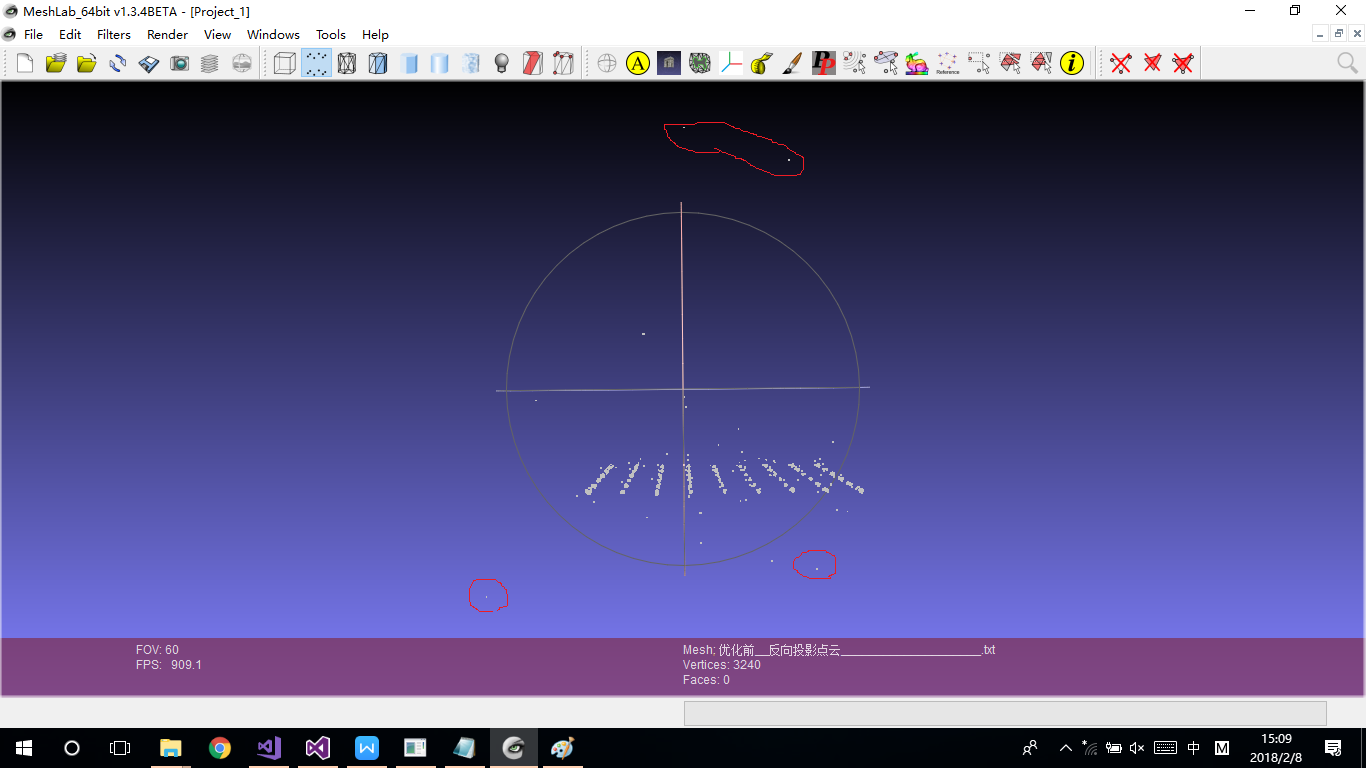 MeshLab_64bit v1.3.4BETA - [Project_1]
File Edit Filters Render View Windows Tools Help
A
PP
Reference
i
FOV: 60
FPS: 909.1
Mesh: 优化前__反向投影点云____________________.txt
Vertices: 3240
Faces: 0
W
中
M
15:09
2018/2/8